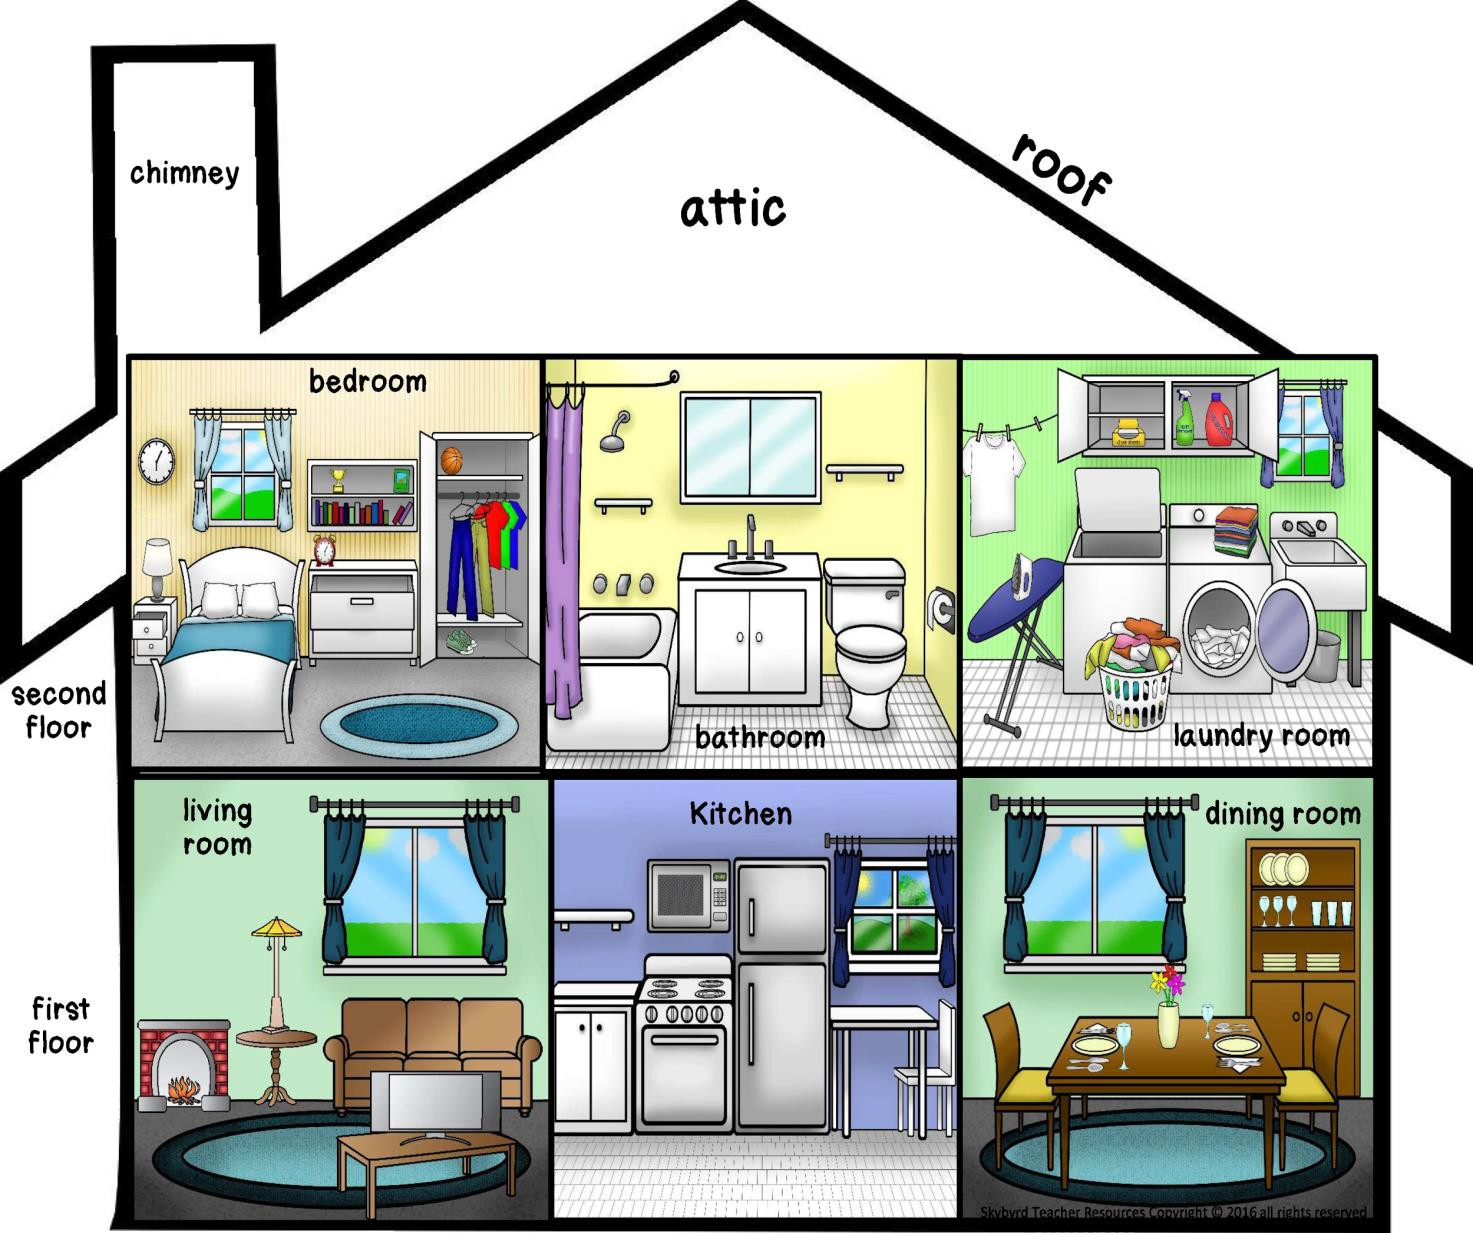 chimney
attic
roof
bedroom
bathroom
laundry room
second
floor
living
room
Kitchen
dining room
first
floor
Skybyrd Teacher Resources Copyright © 2016 all rights reserved